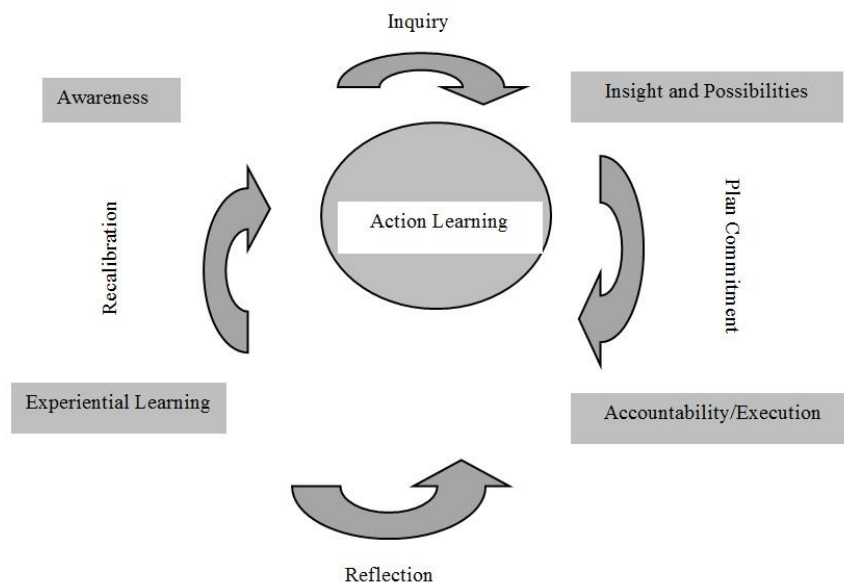 Inquiry
Awareness
Insight and Possibilities
Action Learning
Plan Commitment
Recalibration
Experiential Learning
Accountability/Execution
Reflection